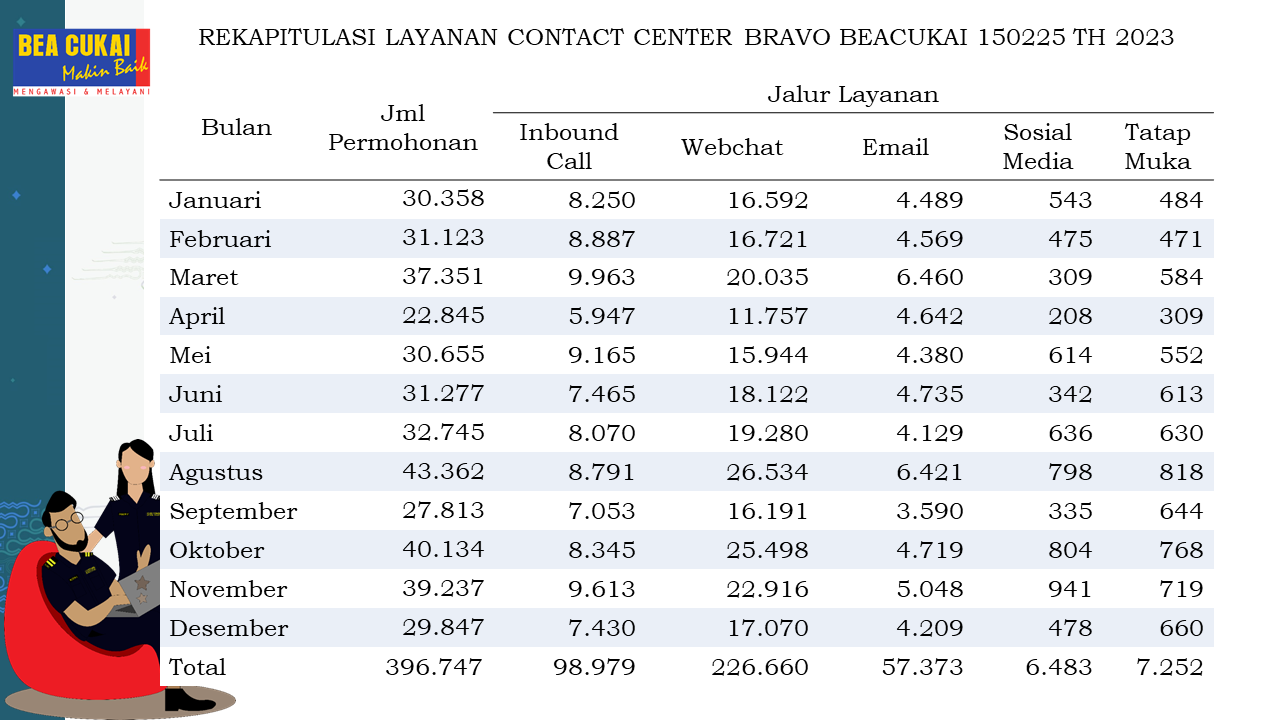 BEA CUKAI
Makin Baik
MENGAWASI & MELAYANI
REKAPITULASI LAYANAN CONTACT CENTER BRAVO BEACUKAI 150225 TH 2023
Bulan Jml Permohonan Jalur Layanan
Inbound Call Webchat Email Sosial Media Tatap Muka
Januari 30.358 8.250 16.592 4.489 543 484
Februari 31.123 8.887 16.721 4.569 475 471
Maret 37.351 9.963 20.035 6.460 309 584
April 22.845 5.947 11.757 4.642 208 309
Mei 30.655 9.165 15.944 4.380 614 552
Juni 31.277 7.465 18.122 4.735 342 613
Juli 32.745 8.070 19.280 4.129 636 630
Agustus 43.362 8.791 26.534 6.421 798 818
September 27.813 7.053 16.191 3.590 335 644
Oktober 40.134 8.345 25.498 4.719 804 768
November 39.237 9.613 22.916 5.048 941 719
Desember 29.847 7.430 17.070 4.209 478 660
Total 396.747 98.979 226.660 57.373 6.483 7.252